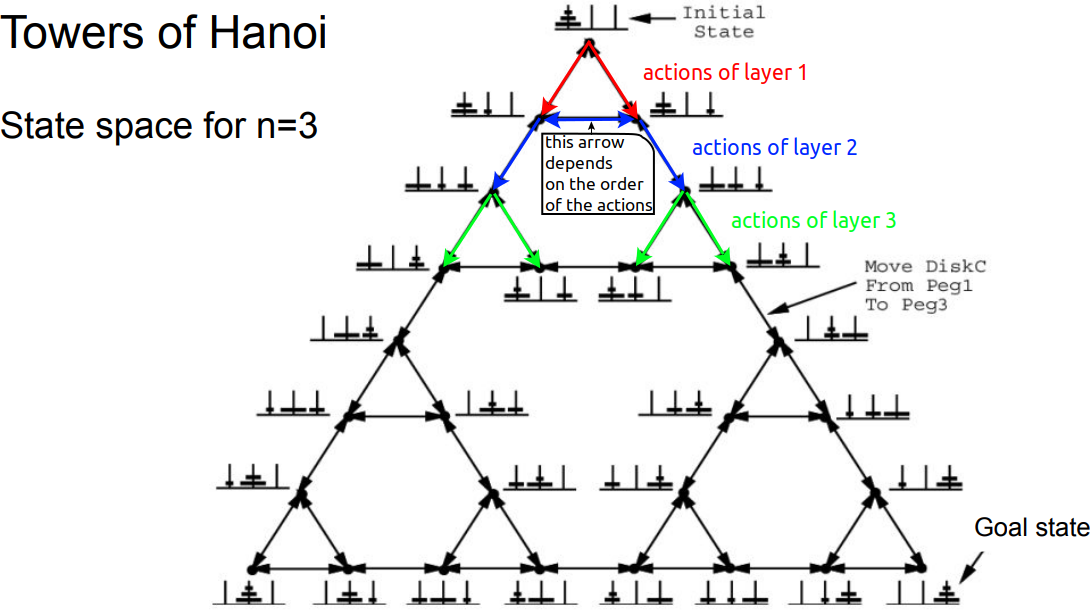 Towers of Hanoi
Initial
State
actions of layer 1
State space for n=3
this arrow
depends
on the order
of the actions
actions of layer 2
actions of layer 3
Move DiskC
From Peg1
To Peg3
Goal state